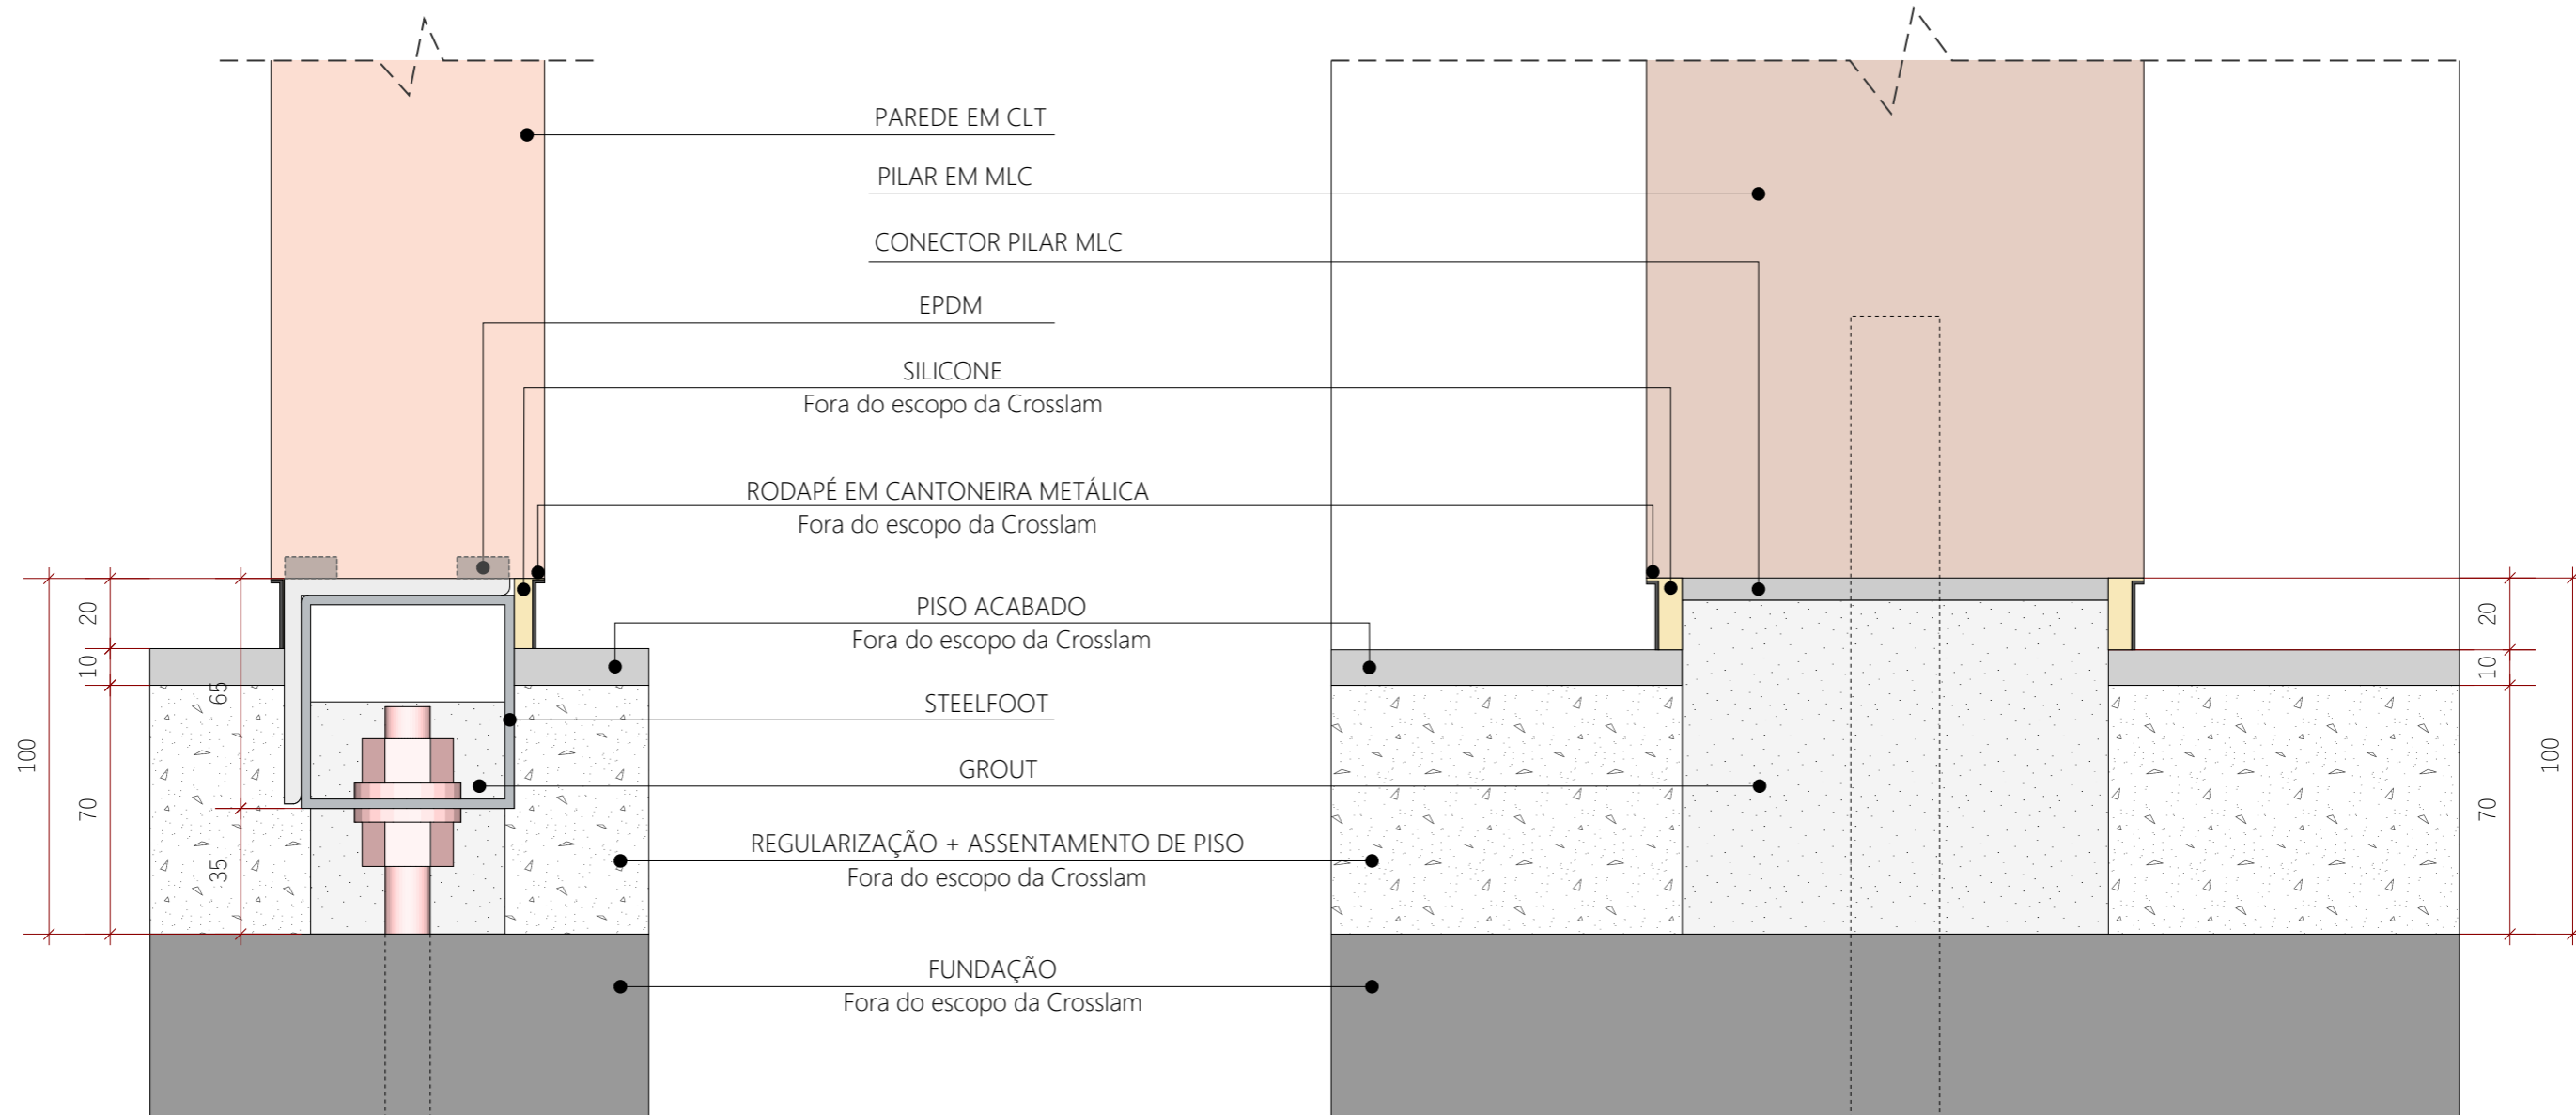 PAREDE EM CLT
PILAR EM MLC
CONECTOR PILAR MLC
EPDM
SILICONE
Fora do escopo da Crosslam
RODAPÉ EM CANTONEIRA METÁLICA
Fora do escopo da Crosslam
PISO ACABADO
Fora do escopo da Crosslam
STEELFOOT
GROUT
REGULARIZAÇÃO + ASSENTAMENTO DE PISO
Fora do escopo da Crosslam
FUNDAÇÃO
Fora do escopo da Crosslam
100
20
10
70
65
35
20
10
70
100